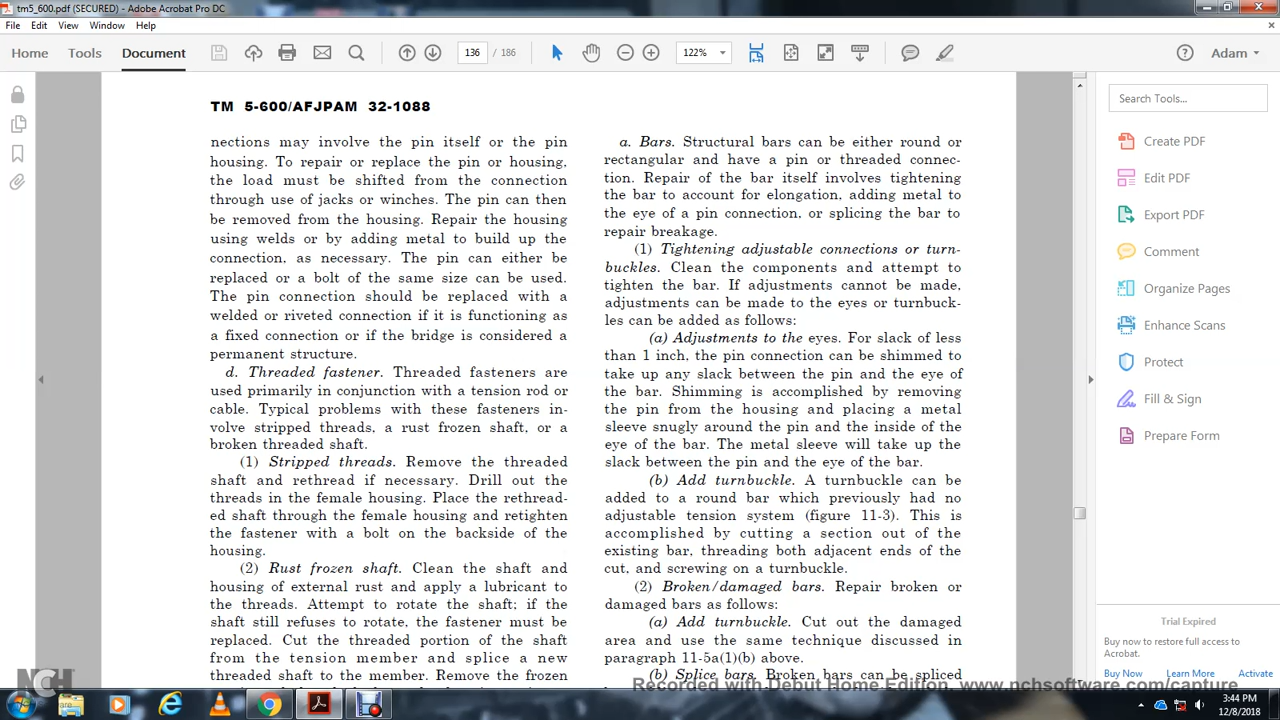 tm5_600.pdf (SECURED) - Adobe Acrobat Pro DC
File Edit View Window Help
Home Tools Document 136 / 186 122% Adam
TM 5-600/AFJPAM 32-1088
nections may involve the pin itself or the pin
housing. To repair or replace the pin or housing,
the load must be shifted from the connection
through use of jacks or winches. The pin can then
be removed from the housing. Repair the housing
using welds or by adding metal to build up the
connection, as necessary. The pin can either be
replaced or a bolt of the same size can be used.
The pin connection should be replaced with a
welded or riveted connection if it is functioning as
a fixed connection or if the bridge is considered a
permanent structure.
d. Threaded fastener. Threaded fasteners are
used primarily in conjunction with a tension rod or
cable. Typical problems with these fasteners in-
volve stripped threads, a rust frozen shaft, or a
broken threaded shaft.
(1) Stripped threads. Remove the threaded
shaft and rethread if necessary. Drill out the
threads in the female housing. Place the rethread-
ed shaft through the female housing and retighten
the fastener with a bolt on the backside of the
housing.
(2) Rust frozen shaft. Clean the shaft and
housing of external rust and apply a lubricant to
the threads. Attempt to rotate the shaft; if the
shaft still refuses to rotate, the fastener must be
replaced. Cut the threaded portion of the shaft
from the tension member and splice a new
threaded shaft to the member. Remove the frozen
a. Bars. Structural bars can be either round or
rectangular and have a pin or threaded connec-
tion. Repair of the bar itself involves tightening
the bar to account for elongation, adding metal to
the eye of a pin connection, or splicing the bar to
repair breakage.
(1) Tightening adjustable connections or turn-
buckles. Clean the components and attempt to
tighten the bar. If adjustments cannot be made,
adjustments can be made to the eyes or turnbuck-
les can be added as follows:
(a) Adjustments to the eyes. For slack of less
than 1 inch, the pin connection can be shimmed to
take up any slack between the pin and the eye of
the bar. Shimming is accomplished by removing
the pin from the housing and placing a metal
sleeve snugly around the pin and the inside of the
eye of the bar. The metal sleeve will take up the
slack between the pin and the eye of the bar.
(b) Add turnbuckle. A turnbuckle can be
added to a round bar which previously had no
adjustable tension system (figure 11-3). This is
accomplished by cutting a section out of the
existing bar, threading both adjacent ends of the
cut, and screwing on a turnbuckle.
(2) Broken/damaged bars. Repair broken or
damaged bars as follows:
(a) Add turnbuckle. Cut out the damaged
area and use the same technique discussed in
paragraph 11-5a(1)(b) above.
(b) Splice bars. Broken bars can be spliced
Search Tools...
Create PDF
Edit PDF
Export PDF
Comment
Organize Pages
Enhance Scans
Protect
Fill & Sign
Prepare Form
Trial Expired
Buy now to restore full access to
Acrobat.
Buy Now Learn More Activate
NCH
Recorded with Debut Home Edition, www.nchsoftware.com/capture
3:44 PM
12/8/2018